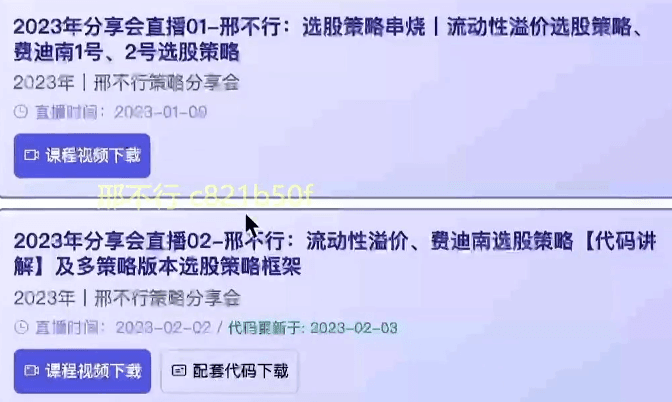 2023年分享会直播01-邢不行：选股策略串烧｜流动性溢价选股策略、
费迪南1号、2号选股策略
2023年｜邢不行策略分享会
直播时间：2023-01-09
课程视频下载
邢不行 c821b50f
2023年分享会直播02-邢不行：流动性溢价、费迪南选股策略【代码讲
解】及多策略版本选股策略框架
2023年｜邢不行策略分享会
直播时间：2023-02-02 / 代码更新于: 2023-02-03
课程视频下载
配套代码下载